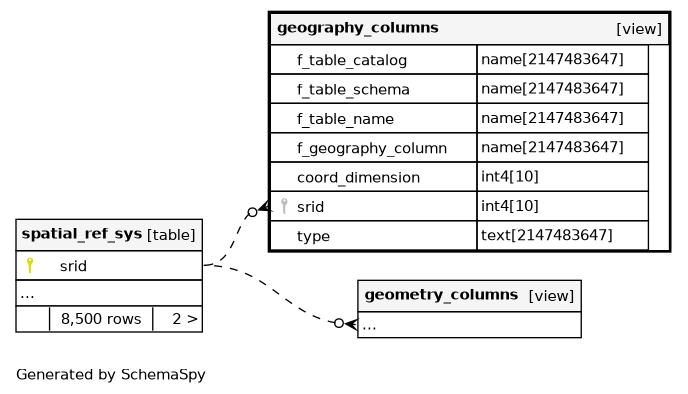 geography_columns [view]
f_table_catalog name[2147483647]
f_table_schema name[2147483647]
f_table_name name[2147483647]
f_geography_column name[2147483647]
coord_dimension int4[10]
srid int4[10]
type text[2147483647]
spatial_ref_sys [table]
srid
...
8,500 rows 2 >
geometry_columns [view]
...
Generated by SchemaSpy